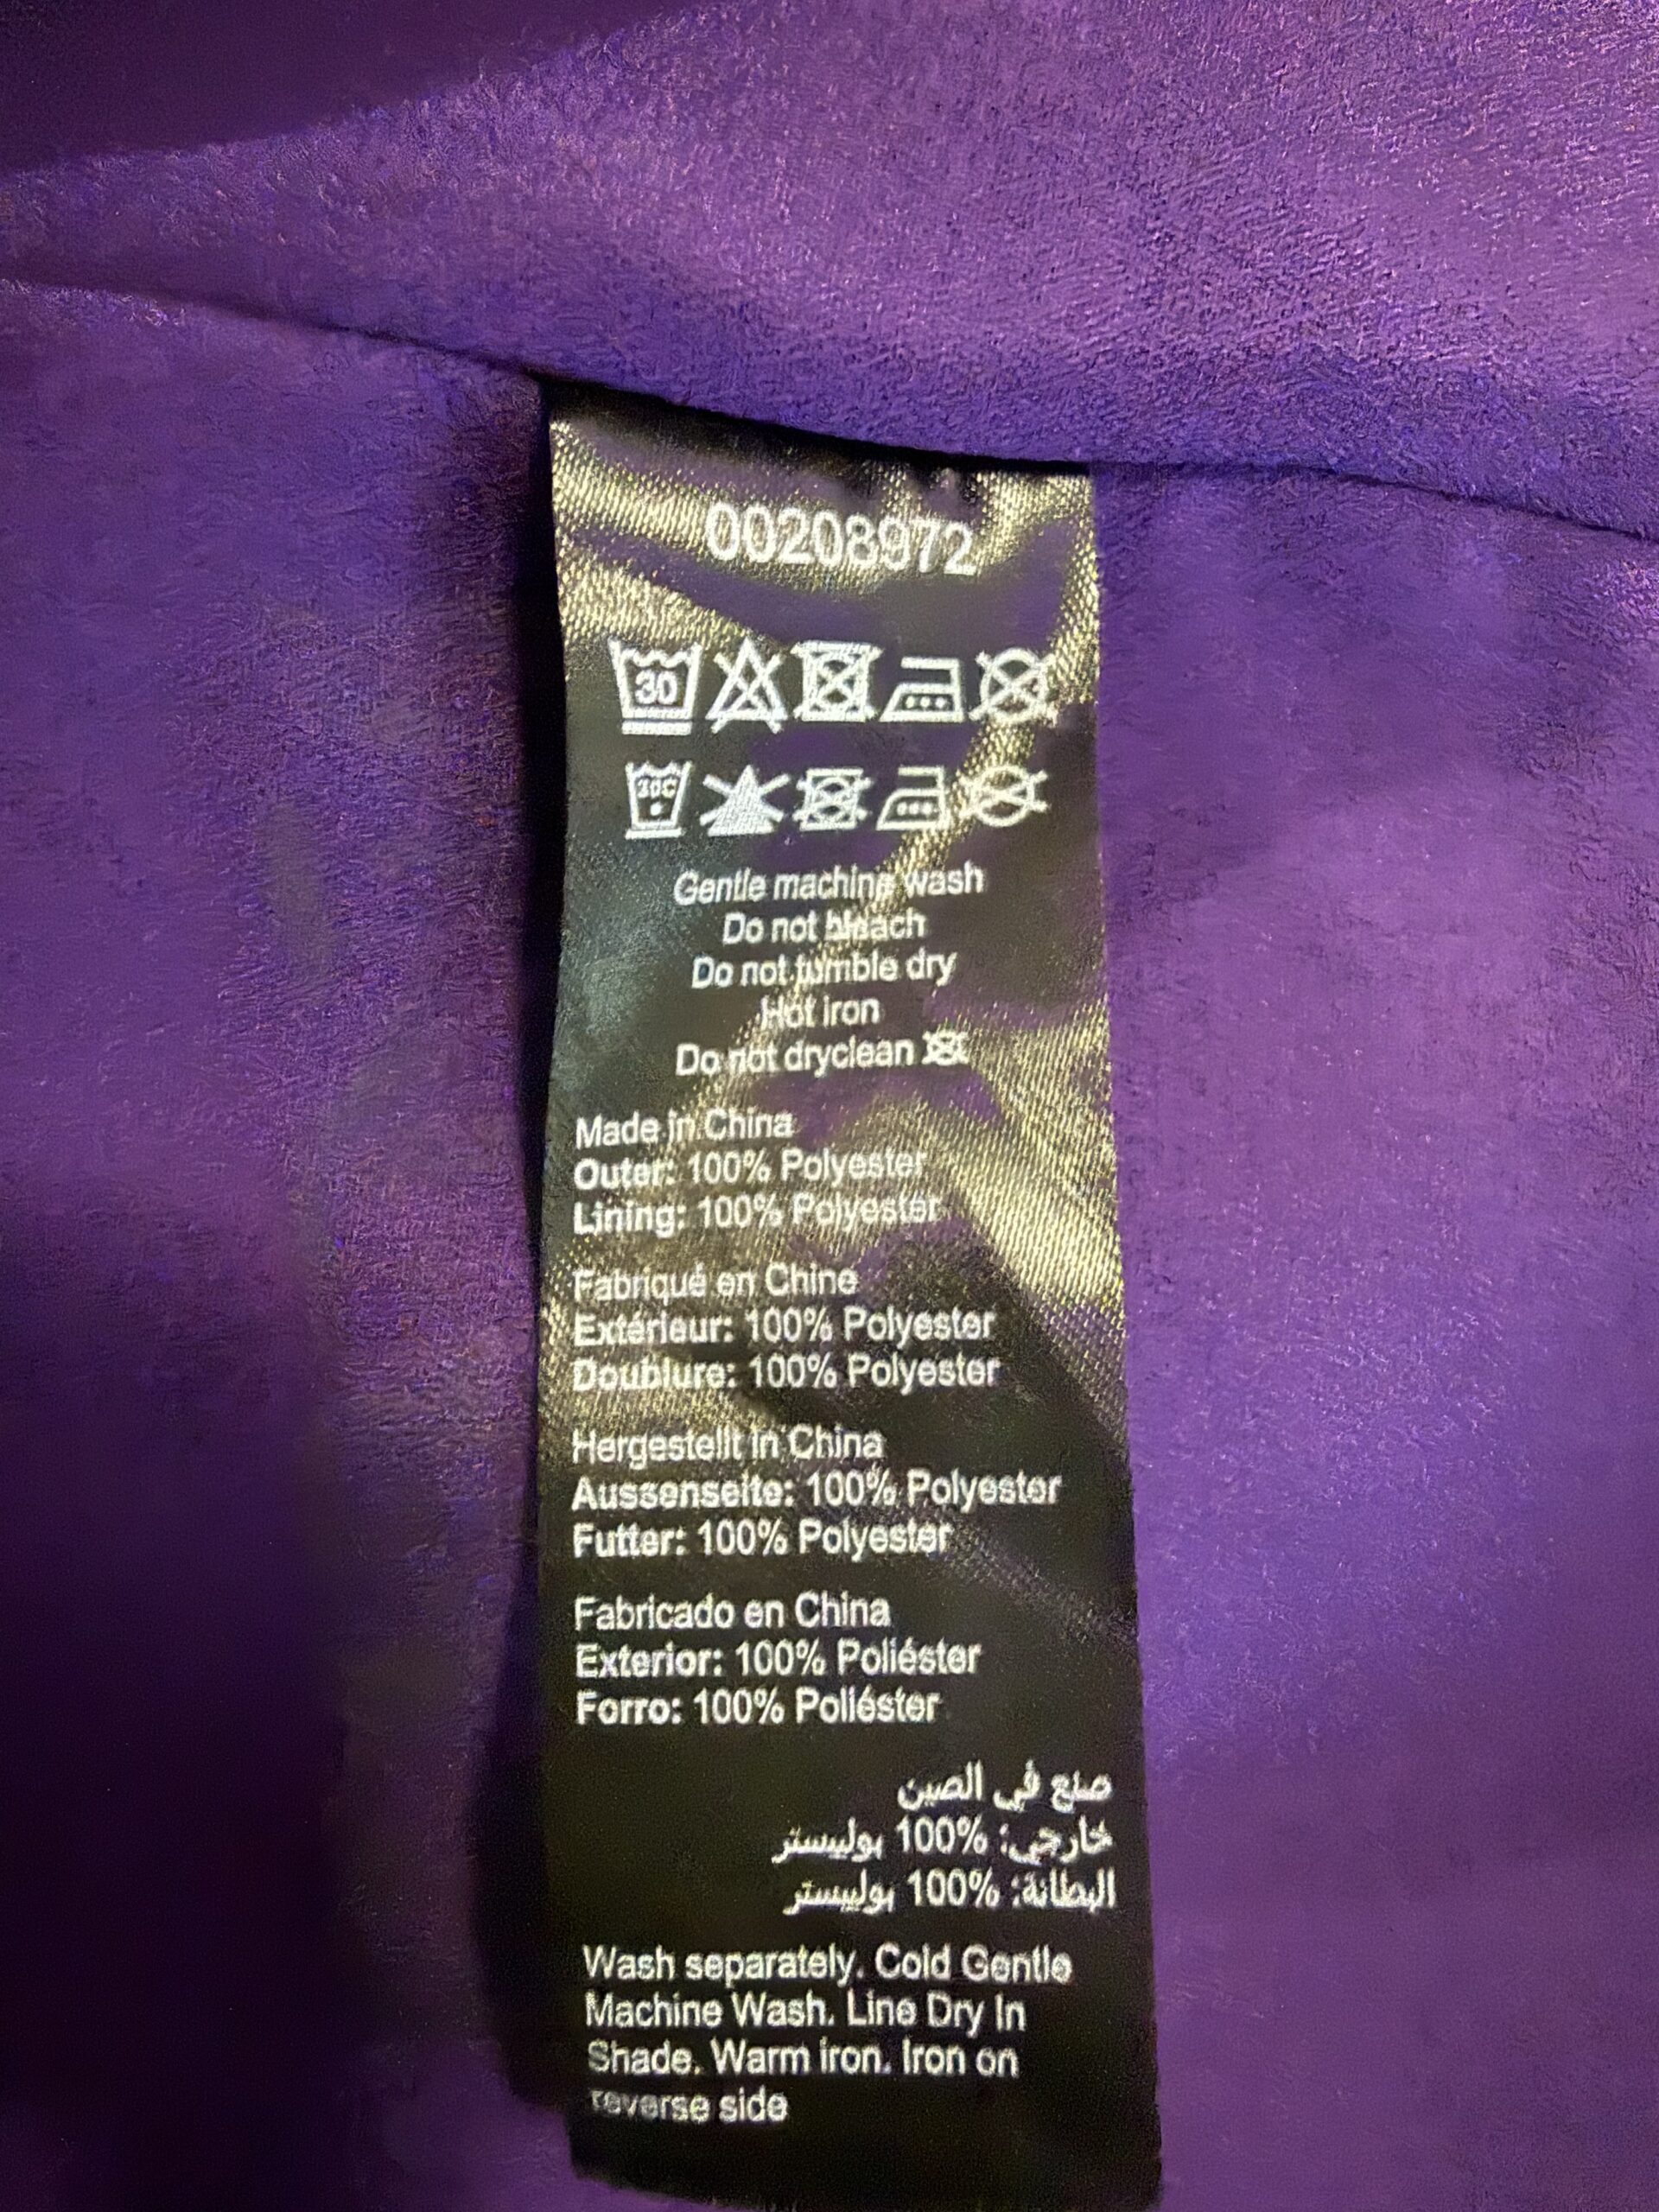 00208972
30
30C
Gentle machine wash
Do not bleach
Do not tumble dry
Hot iron
Do not dryclean
Made in China
Outer: 100% Polyester
Lining: 100% Polyester
Fabriqué en Chine
Extérieur: 100% Polyester
Doublure: 100% Polyester
Hergestellt in China
Aussenseite: 100% Polyester
Futter: 100% Polyester
Fabricado en China
Exterior: 100% Poliéster
Forro: 100% Poliéster
صنع في الصين
خارجي: 100% بوليستر
البطانة: 100% بوليستر
Wash separately. Cold Gentle
Machine Wash. Line Dry In
Shade. Warm iron. Iron on
reverse side